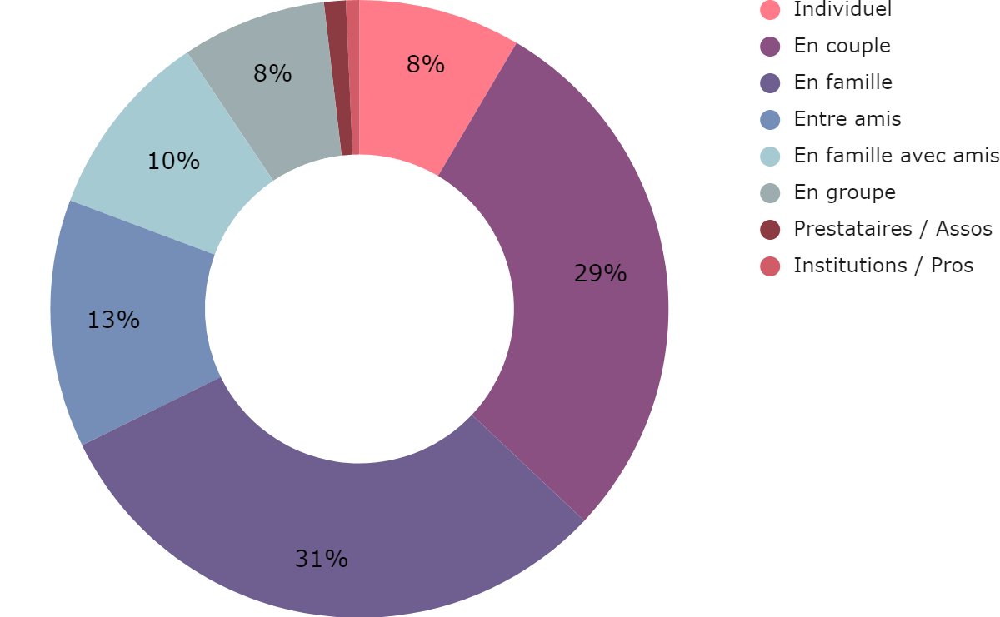 Individuel
En couple
En famille
Entre amis
En famille avec amis
En groupe
Prestataires / Assos
Institutions / Pros
8%
29%
31%
13%
10%
8%